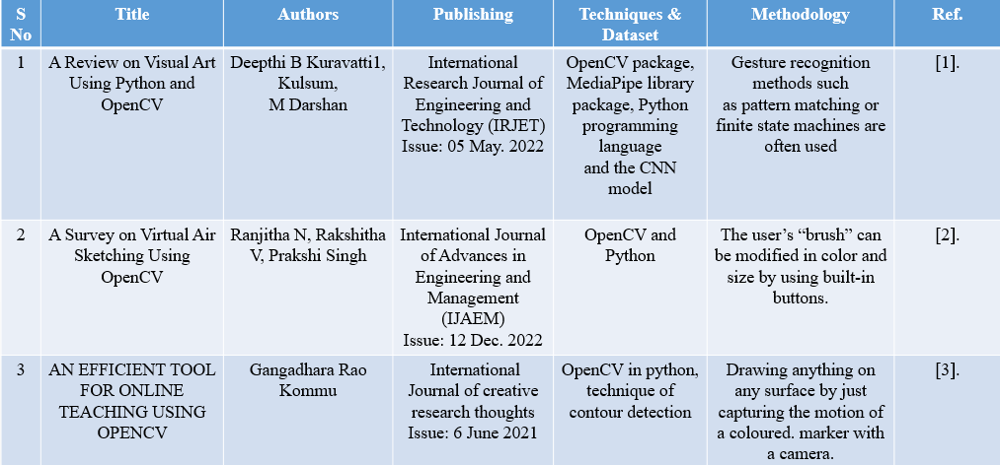 S No
Title
Authors
Publishing
Techniques & Dataset
Methodology
Ref.
1
A Review on Visual Art
Using Python and
OpenCV
Deepthi B Kuravatti1,
Kulsum,
M Darshan
International
Research Journal of
Engineering and
Technology (IRJET)
Issue: 05 May. 2022
OpenCV package,
MediaPipe library
package, Python
programming
language
and the CNN
model
Gesture recognition
methods such
as pattern matching or
finite state machines are
often used
[1].
2
A Survey on Virtual Air
Sketching Using
OpenCV
Ranjitha N, Rakshitha
V, Prakshi Singh
International Journal
of Advances in
Engineering and
Management
(IJAEM)
Issue: 12 Dec. 2022
OpenCV and
Python
The user’s “brush” can
be modified in color and
size by using built-in
buttons.
[2].
3
AN EFFICIENT TOOL
FOR ONLINE
TEACHING USING
OPENCV
Gangadhara Rao
Kommu
International
Journal of creative
research thoughts
Issue: 6 June 2021
OpenCV in python,
technique of
contour detection
Drawing anything on
any surface by just
capturing the motion of
a coloured. marker with
a camera.
[3].